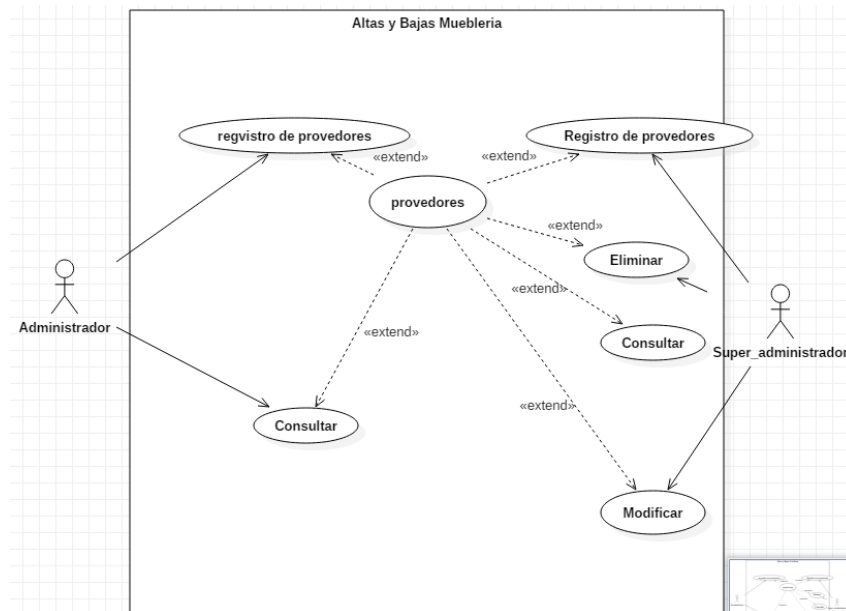 Altas y Bajas Muebleria
regvistro de provedores
Registro de provedores
«extend»
«extend»
provedores
«extend»
Eliminar
«extend»
Administrador
«extend»
Consultar
Super_administrador
«extend»
Consultar
Modificar